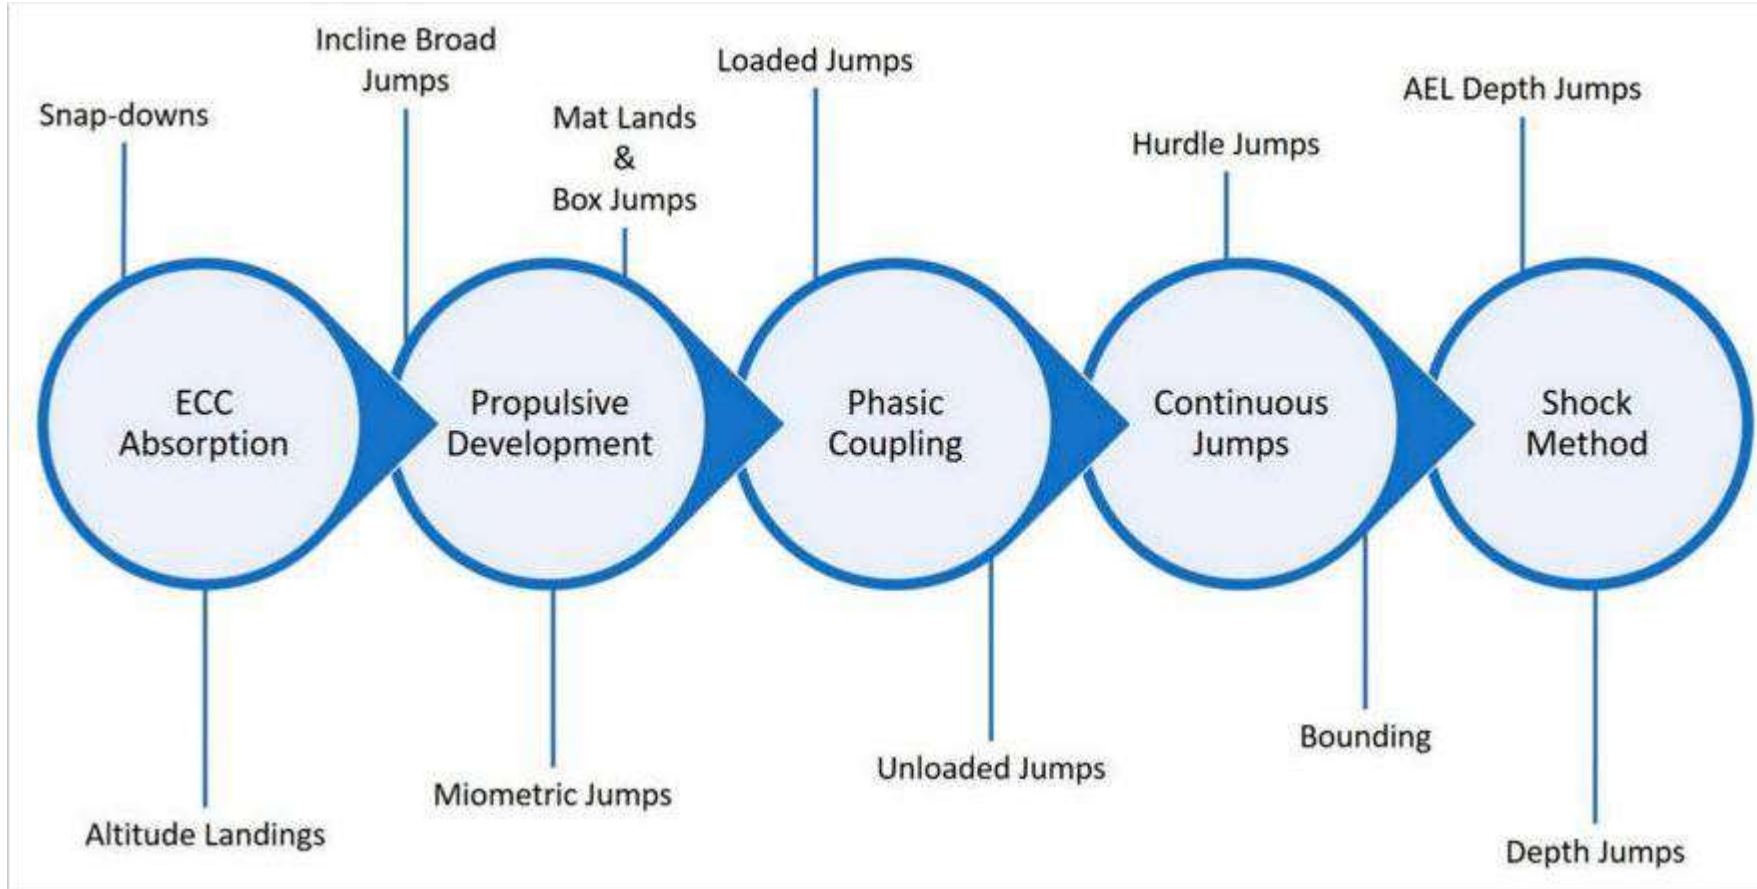 Incline Broad
Jumps
Snap-downs
Mat Lands
&
Box Jumps
Loaded Jumps
Hurdle Jumps
AEL Depth Jumps
ECC
Absorption
Propulsive
Development
Phasic
Coupling
Continuous
Jumps
Shock
Method
Altitude Landings
Miometric Jumps
Unloaded Jumps
Bounding
Depth Jumps